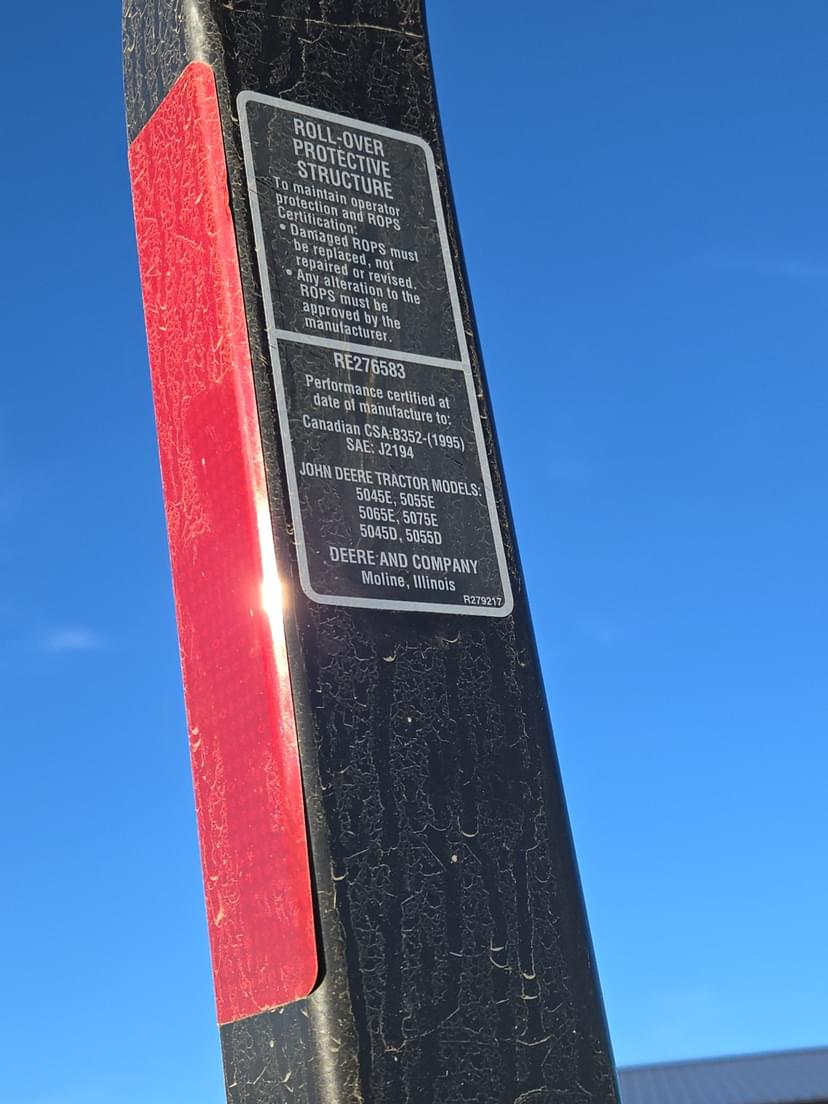 ROLL-OVER
PROTECTIVE
STRUCTURE
To maintain operator
protection and ROPS
Certification:
• Damaged ROPS must
be replaced, not
repaired or revised.
• Any alteration to the
ROPS must be
approved by the
manufacturer.
RE276583
Performance certified at
date of manufacture to:
Canadian CSA:B352-(1995)
SAE: J2194
JOHN DEERE TRACTOR MODELS:
5045E, 5055E
5065E, 5075E
5045D, 5055D
DEERE AND COMPANY
Moline, Illinois
R279217